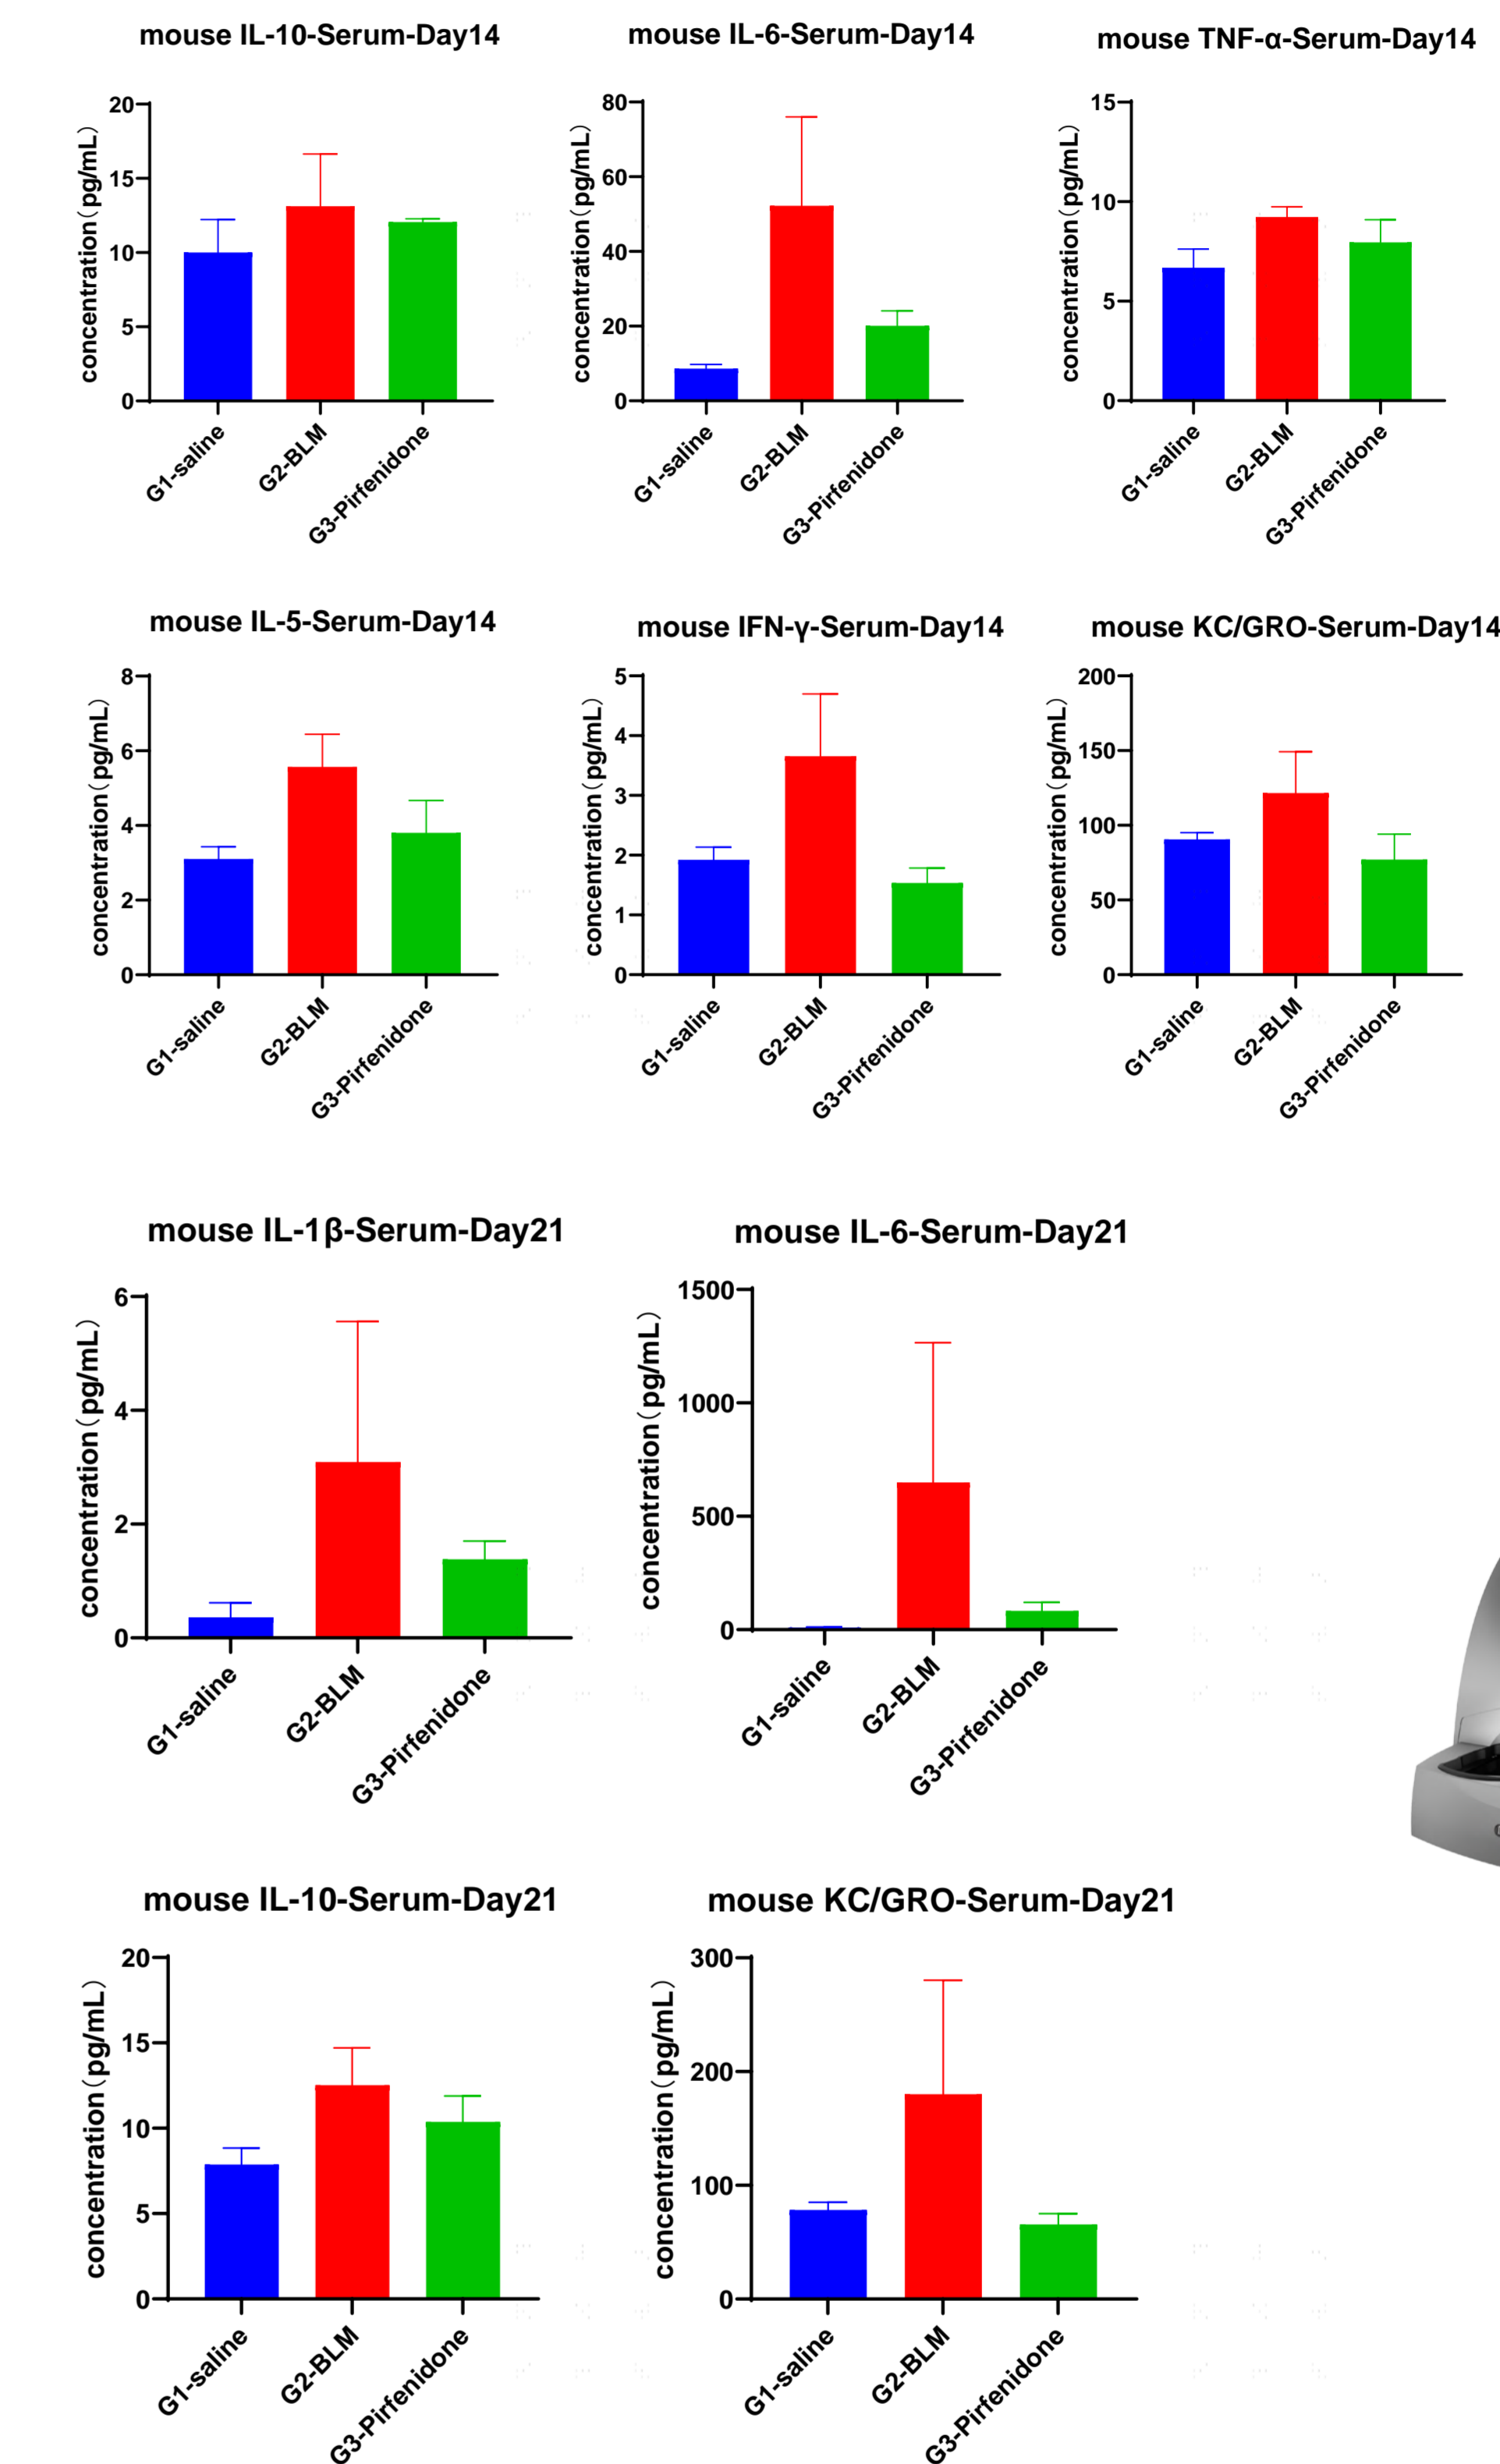 mouse IL-10-Serum-Day14
concentration（pg/mL）
20
15
10
5
0
G1-saline
G2-BLM
G3-Pirfenidone
mouse IL-6-Serum-Day14
concentration（pg/mL）
80
60
40
20
0
G1-saline
G2-BLM
G3-Pirfenidone
mouse TNF-α-Serum-Day14
concentration（pg/mL）
15
10
5
0
G1-saline
G2-BLM
G3-Pirfenidone
mouse IL-5-Serum-Day14
concentration（pg/mL）
8
6
4
2
0
G1-saline
G2-BLM
G3-Pirfenidone
mouse IFN-γ-Serum-Day14
concentration（pg/mL）
5
4
3
2
1
0
G1-saline
G2-BLM
G3-Pirfenidone
mouse KC/GRO-Serum-Day14
concentration（pg/mL）
200
150
100
50
0
G1-saline
G2-BLM
G3-Pirfenidone
mouse IL-1β-Serum-Day21
concentration（pg/mL）
6
4
2
0
G1-saline
G2-BLM
G3-Pirfenidone
mouse IL-6-Serum-Day21
concentration（pg/mL）
1500
1000
500
0
G1-saline
G2-BLM
G3-Pirfenidone
mouse IL-10-Serum-Day21
concentration（pg/mL）
20
15
10
5
0
G1-saline
G2-BLM
G3-Pirfenidone
mouse KC/GRO-Serum-Day21
concentration（pg/mL）
300
200
100
0
G1-saline
G2-BLM
G3-Pirfenidone